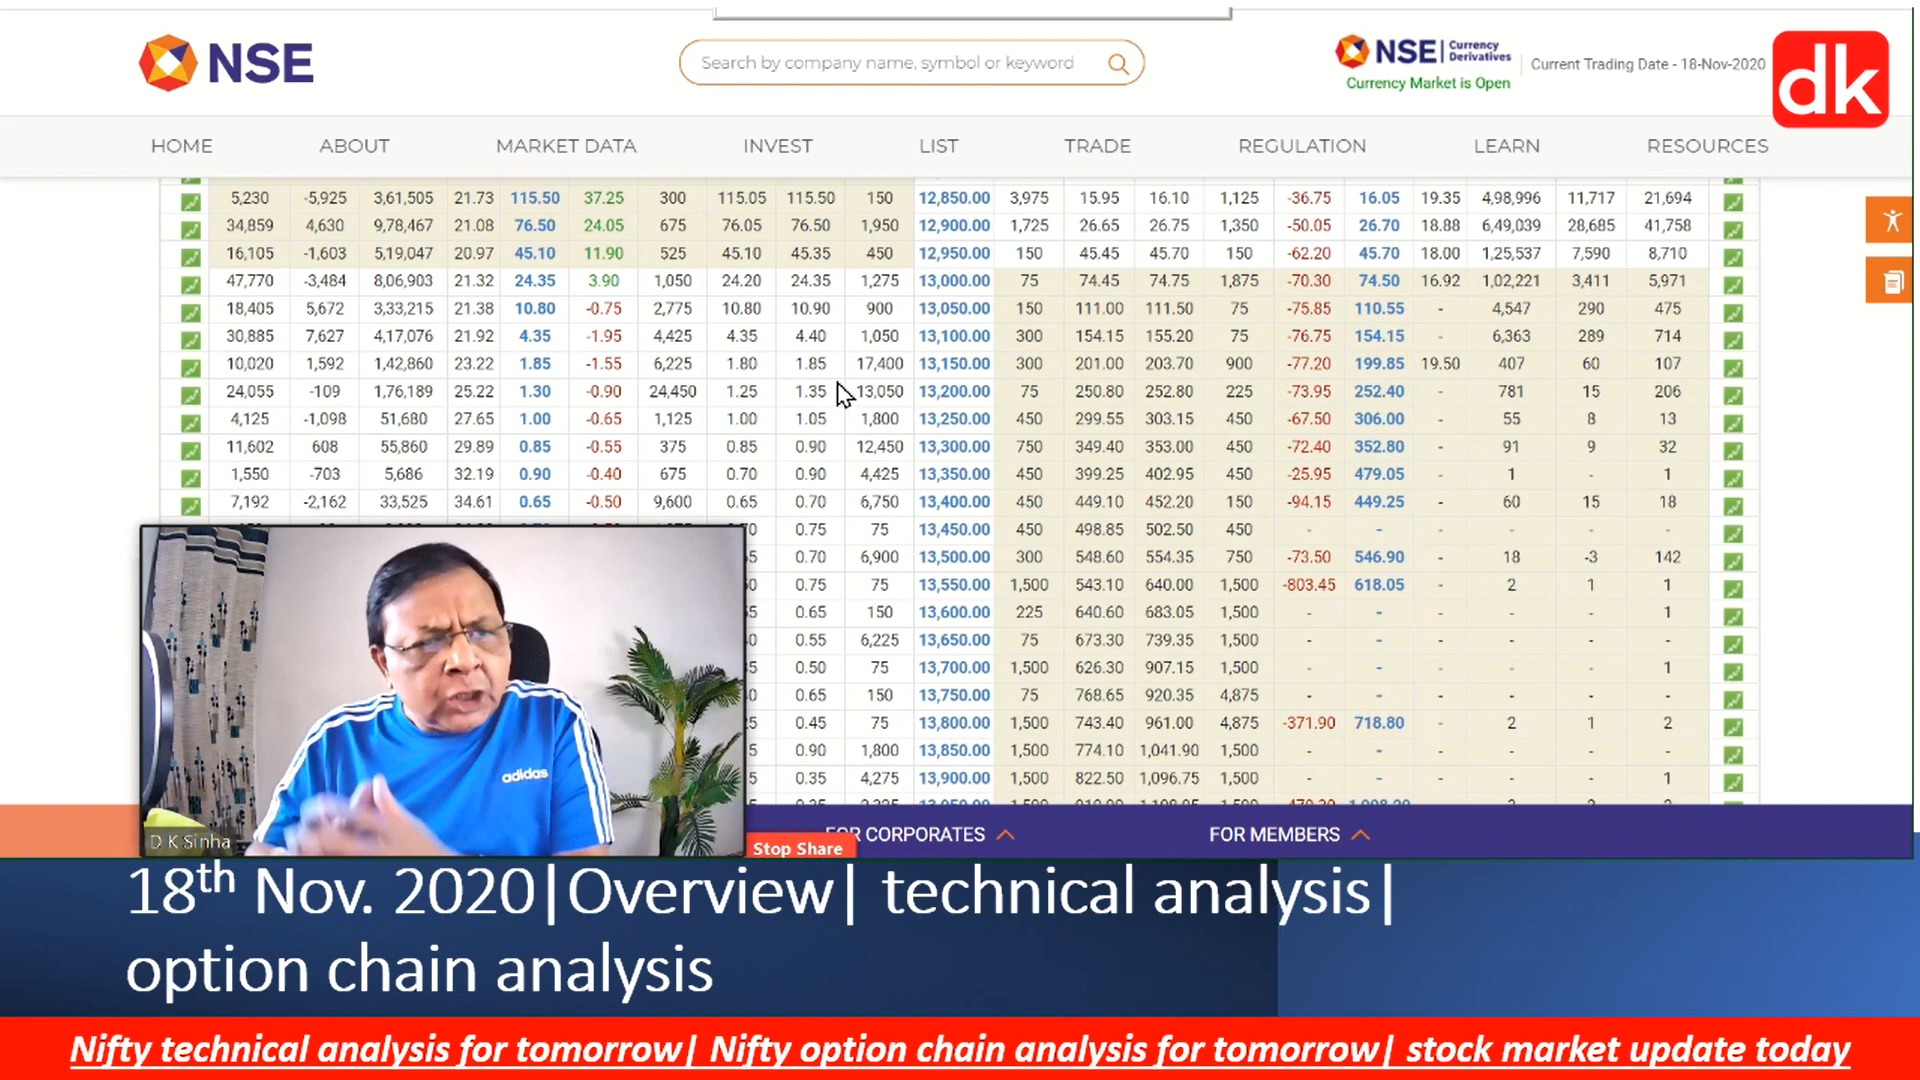 NSE
Search by company name, symbol or keyword
NSE Currency Derivatives
Currency Market is Open
Current Trading Date - 18-Nov-2020
dk
HOME ABOUT MARKET DATA INVEST LIST TRADE REGULATION LEARN RESOURCES
5,230 -5,925 3,61,505 21.73 115.50 37.25 300 115.05 115.50 150 12,850.00 3,975 15.95 16.10 1,125 -36.75 16.05 19.35 4,98,996 11,717 21,694
34,859 4,630 9,78,467 21.08 76.50 24.05 675 76.05 76.50 1,950 12,900.00 1,725 26.65 26.75 1,350 -50.05 26.70 18.88 6,49,039 28,685 41,758
16,105 -1,603 5,19,047 20.97 45.10 11.90 525 45.10 45.35 450 12,950.00 150 45.45 45.70 150 -62.20 45.70 18.00 1,25,537 7,590 8,710
47,770 -3,484 8,06,903 21.32 24.35 3.90 1,050 24.20 24.35 1,275 13,000.00 75 74.45 74.75 1,875 -70.30 74.50 16.92 1,02,221 3,411 5,971
18,405 5,672 3,33,215 21.38 10.80 -0.75 2,775 10.80 10.90 900 13,050.00 150 111.00 111.50 75 -75.85 110.55 - 4,547 290 475
30,885 7,627 4,17,076 21.92 4.35 -1.95 4,425 4.35 4.40 1,050 13,100.00 300 154.15 155.20 75 -76.75 154.15 - 6,363 289 714
10,020 1,592 1,42,860 23.22 1.85 -1.55 6,225 1.80 1.85 17,400 13,150.00 300 201.00 203.70 900 -77.20 199.85 19.50 407 60 107
24,055 -109 1,76,189 25.22 1.30 -0.90 24,450 1.25 1.35 13,050 13,200.00 75 250.80 252.80 225 -73.95 252.40 - 781 15 206
4,125 -1,098 51,680 27.65 1.00 -0.65 1,125 1.00 1.05 1,800 13,250.00 450 299.55 303.15 450 -67.50 306.00 - 55 8 13
11,602 608 55,860 29.89 0.85 -0.55 375 0.85 0.90 12,450 13,300.00 750 349.40 353.00 450 -72.40 352.80 - 91 9 32
1,550 -703 5,686 32.19 0.90 -0.40 675 0.70 0.90 4,425 13,350.00 450 399.25 402.95 450 -25.95 479.05 - 1 - 1
7,192 -2,162 33,525 34.61 0.65 -0.50 9,600 0.65 0.70 6,750 13,400.00 450 449.10 452.20 150 -94.15 449.25 - 60 15 18
0.75 75 13,450.00 450 498.85 502.50 450 - - - - - -
0.70 6,900 13,500.00 300 548.60 554.35 750 -73.50 546.90 - 18 -3 142
0.75 75 13,550.00 1,500 543.10 640.00 1,500 -803.45 618.05 - 2 1 1
0.65 150 13,600.00 225 640.60 683.05 1,500 - - - - - 1
0.55 6,225 13,650.00 75 673.30 739.35 1,500 - - - - - -
0.50 75 13,700.00 1,500 626.30 907.15 1,500 - - - - - 1
0.65 150 13,750.00 75 768.65 920.35 4,875 - - - - - -
0.45 75 13,800.00 1,500 743.40 961.00 4,875 -371.90 718.80 - 2 1 2
0.90 1,800 13,850.00 1,500 774.10 1,041.90 1,500 - - - - - -
0.35 4,275 13,900.00 1,500 822.50 1,096.75 1,500 - - - - - 1
adidas
D K Sinha
Stop Share
FOR CORPORATES FOR MEMBERS
18th Nov. 2020|Overview| technical analysis|
option chain analysis
Nifty technical analysis for tomorrow| Nifty option chain analysis for tomorrow| stock market update today